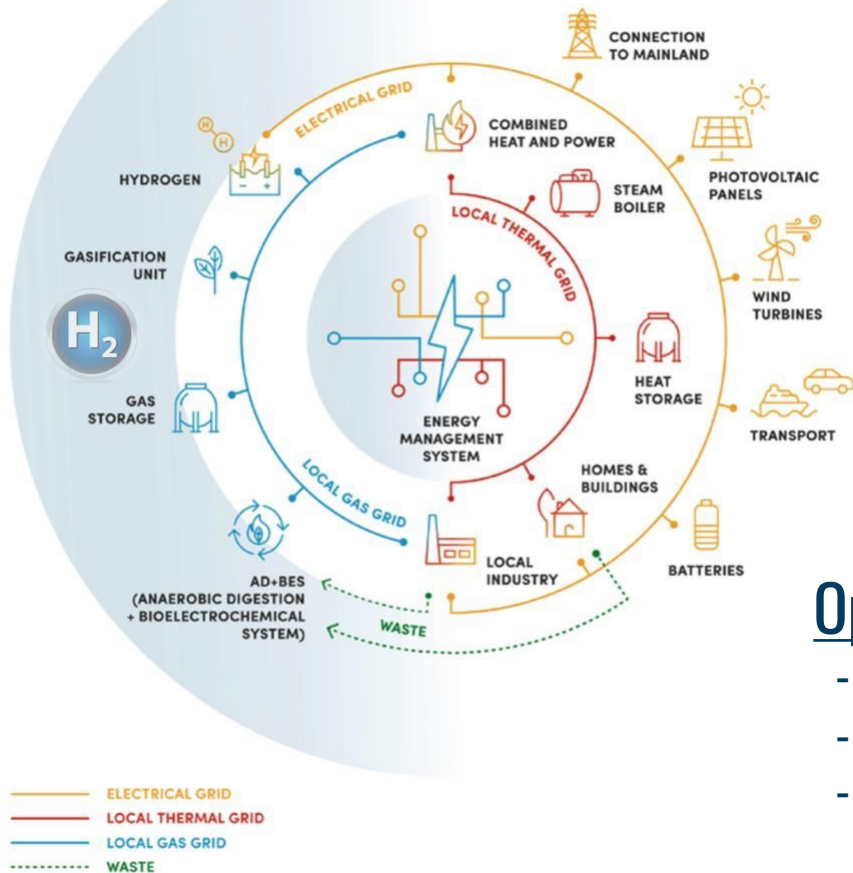 CONNECTION
TO MAINLAND
ELECTRICAL GRID
COMBINED
HEAT AND POWER
H
H
HYDROGEN
- +
PHOTOVOLTAIC
PANELS
STEAM
BOILER
LOCAL THERMAL GRID
GASIFICATION
UNIT
WIND
TURBINES
H2
HEAT
STORAGE
GAS
STORAGE
TRANSPORT
ENERGY
MANAGEMENT
SYSTEM
HOMES &
BUILDINGS
LOCAL GAS GRID
LOCAL
INDUSTRY
BATTERIES
AD+BES
(ANAEROBIC DIGESTION
+ BIOELECTROCHEMICAL
SYSTEM)
WASTE
-
-
-
ELECTRICAL GRID
LOCAL THERMAL GRID
LOCAL GAS GRID
WASTE